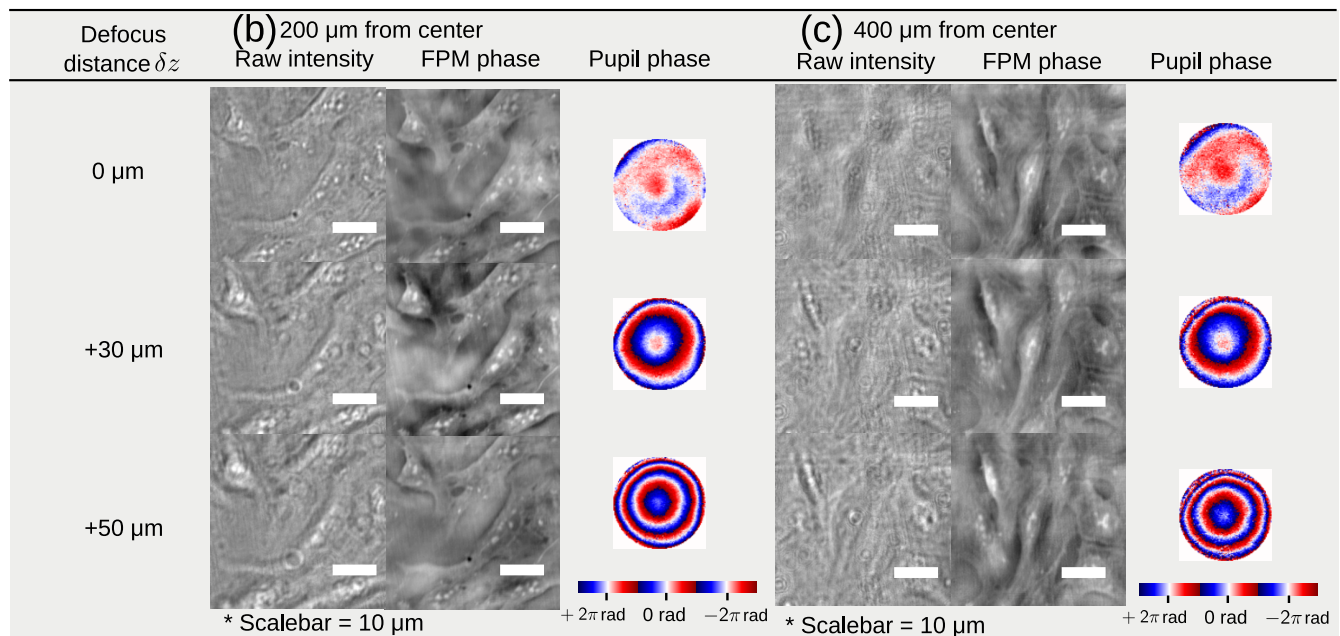 Defocus
distance δz
(b) 200 μm from center
Raw intensity FPM phase Pupil phase
(c) 400 μm from center
Raw intensity FPM phase Pupil phase
0 μm
+30 μm
+50 μm
+2π rad 0 rad −2π rad
* Scalebar = 10 μm
+2π rad 0 rad −2π rad
* Scalebar = 10 μm